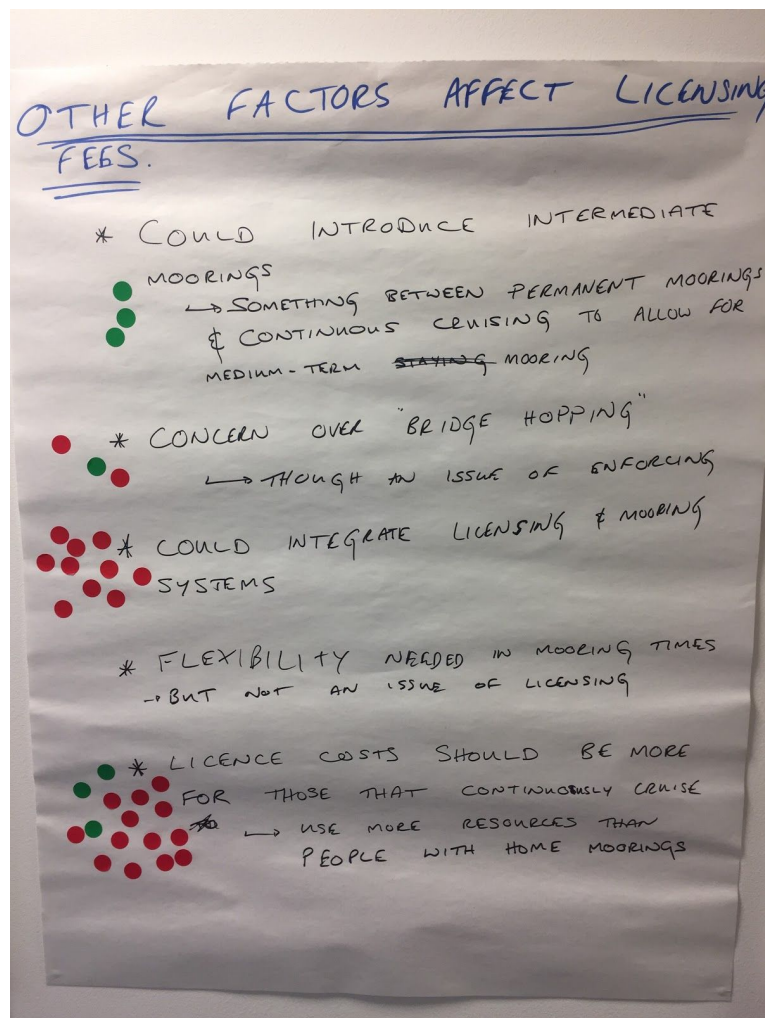 OTHER FACTORS AFFECT LICENSING
FEES.
* COULD INTRODUCE INTERMEDIATE
MOORINGS
↳ SOMETHING BETWEEN PERMANENT MOORINGS
& CONTINUOUS CRUISING TO ALLOW FOR
MEDIUM-TERM STAYING MOORING
* CONCERN OVER "BRIDGE HOPPING"
↳ THOUGH AN ISSUE OF ENFORCING
* COULD INTEGRATE LICENSING & MOORING
SYSTEMS
* FLEXIBILITY NEEDED IN MOORING TIMES
→ BUT NOT AN ISSUE OF LICENSING
* LICENCE COSTS SHOULD BE MORE
FOR THOSE THAT CONTINUOUSLY CRUISE
↳ USE MORE RESOURCES THAN
PEOPLE WITH HOME MOORINGS